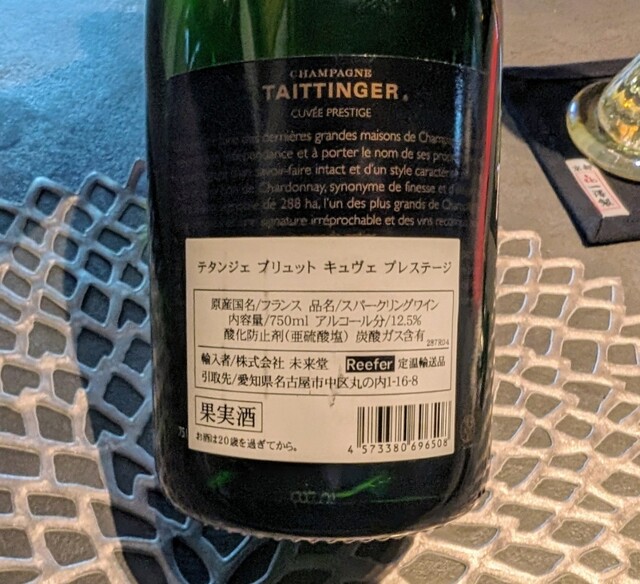 CHAMPAGNE
TAITTINGER®
CUVÉE PRESTIGE
dernières grandes maisons de
et à porter le nom de ses
savoir-faire intact et d'un style
de Chardonnay, synonyme de finesse et
de 288 ha, l'un des plus grands de
signature irréprochable et des vins
テタンジェ ブリュット キュヴェ プレステージ
原産国名/フランス 品名/スパークリングワイン
内容量/750ml アルコール分/12.5%
酸化防止剤(亜硫酸塩) 炭酸ガス含有
287R34
輸入者/株式会社 未来堂 Reefer 定温輸送品
引取先/愛知県名古屋市中区丸の内1-16-8
果実酒
お酒は20歳を過ぎてから。
4 573380 696508